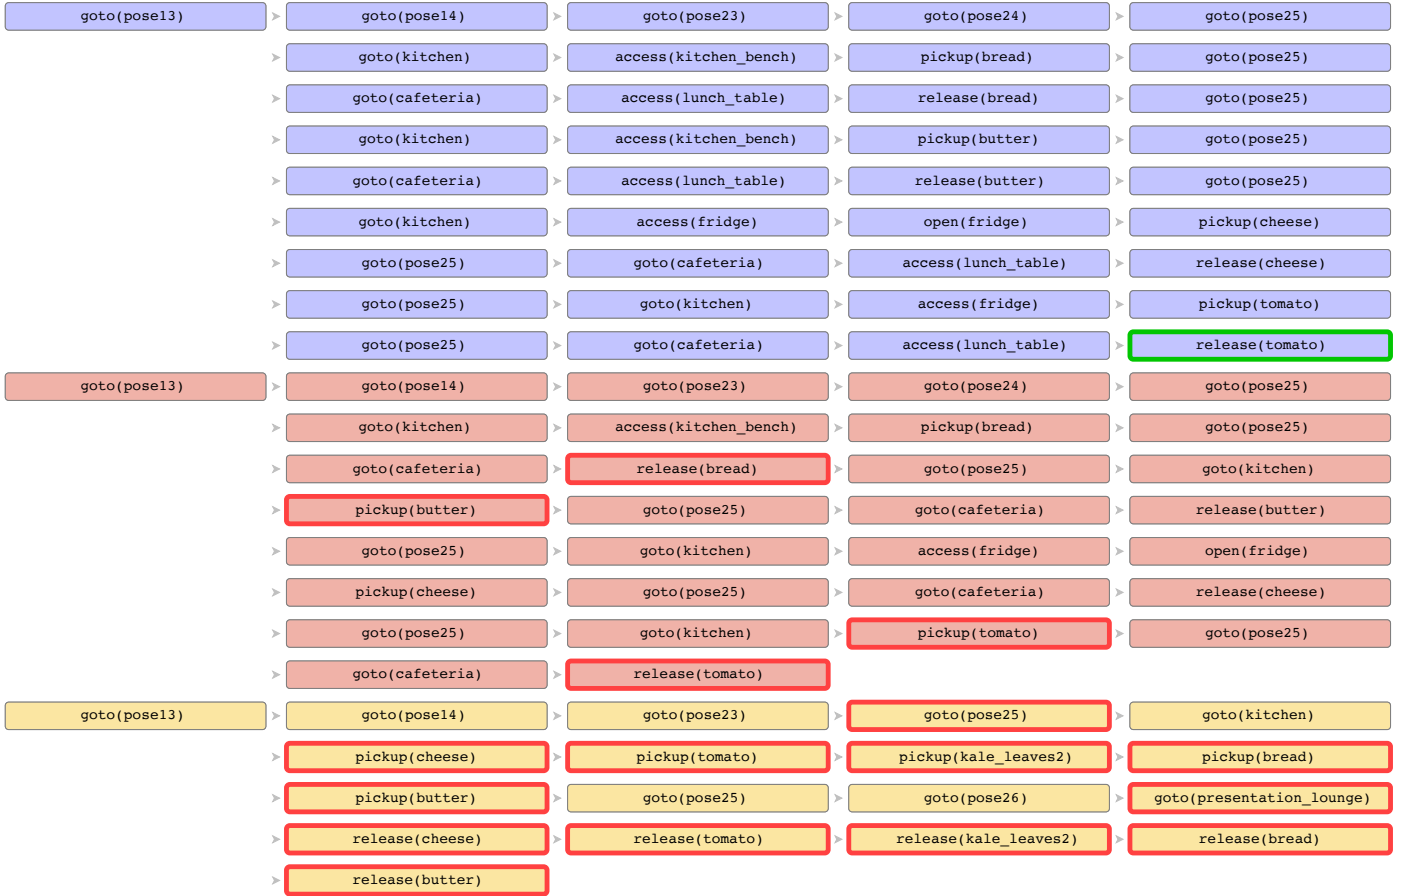 goto(pose13) goto(pose14) goto(pose23) goto(pose24) goto(pose25)
goto(kitchen) access(kitchen_bench) pickup(bread) goto(pose25)
goto(cafeteria) access(lunch_table) release(bread) goto(pose25)
goto(kitchen) access(kitchen_bench) pickup(butter) goto(pose25)
goto(cafeteria) access(lunch_table) release(butter) goto(pose25)
goto(kitchen) access(fridge) open(fridge) pickup(cheese)
goto(pose25) goto(cafeteria) access(lunch_table) release(cheese)
goto(pose25) goto(kitchen) access(fridge) pickup(tomato)
goto(pose25) goto(cafeteria) access(lunch_table) release(tomato)
goto(pose13) goto(pose14) goto(pose23) goto(pose24) goto(pose25)
goto(kitchen) access(kitchen_bench) pickup(bread) goto(pose25)
goto(cafeteria) release(bread) goto(pose25) goto(kitchen)
pickup(butter) goto(pose25) goto(cafeteria) release(butter)
goto(pose25) goto(kitchen) access(fridge) open(fridge)
pickup(cheese) goto(pose25) goto(cafeteria) release(cheese)
goto(pose25) goto(kitchen) pickup(tomato) goto(pose25)
goto(cafeteria) release(tomato)
goto(pose13) goto(pose14) goto(pose23) goto(pose25) goto(kitchen)
pickup(cheese) pickup(tomato) pickup(kale_leaves2) pickup(bread)
pickup(butter) goto(pose25) goto(pose26) goto(presentation_lounge)
release(cheese) release(tomato) release(kale_leaves2) release(bread)
release(butter)